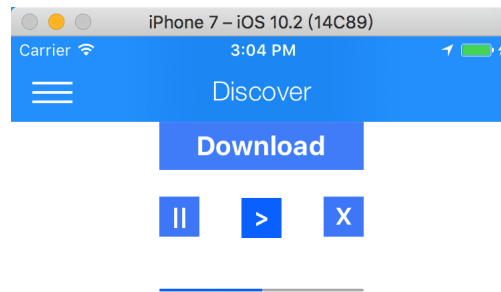 iPhone 7 – iOS 10.2 (14C89)
Carrier 3:04 PM
Discover
Download
|| > X